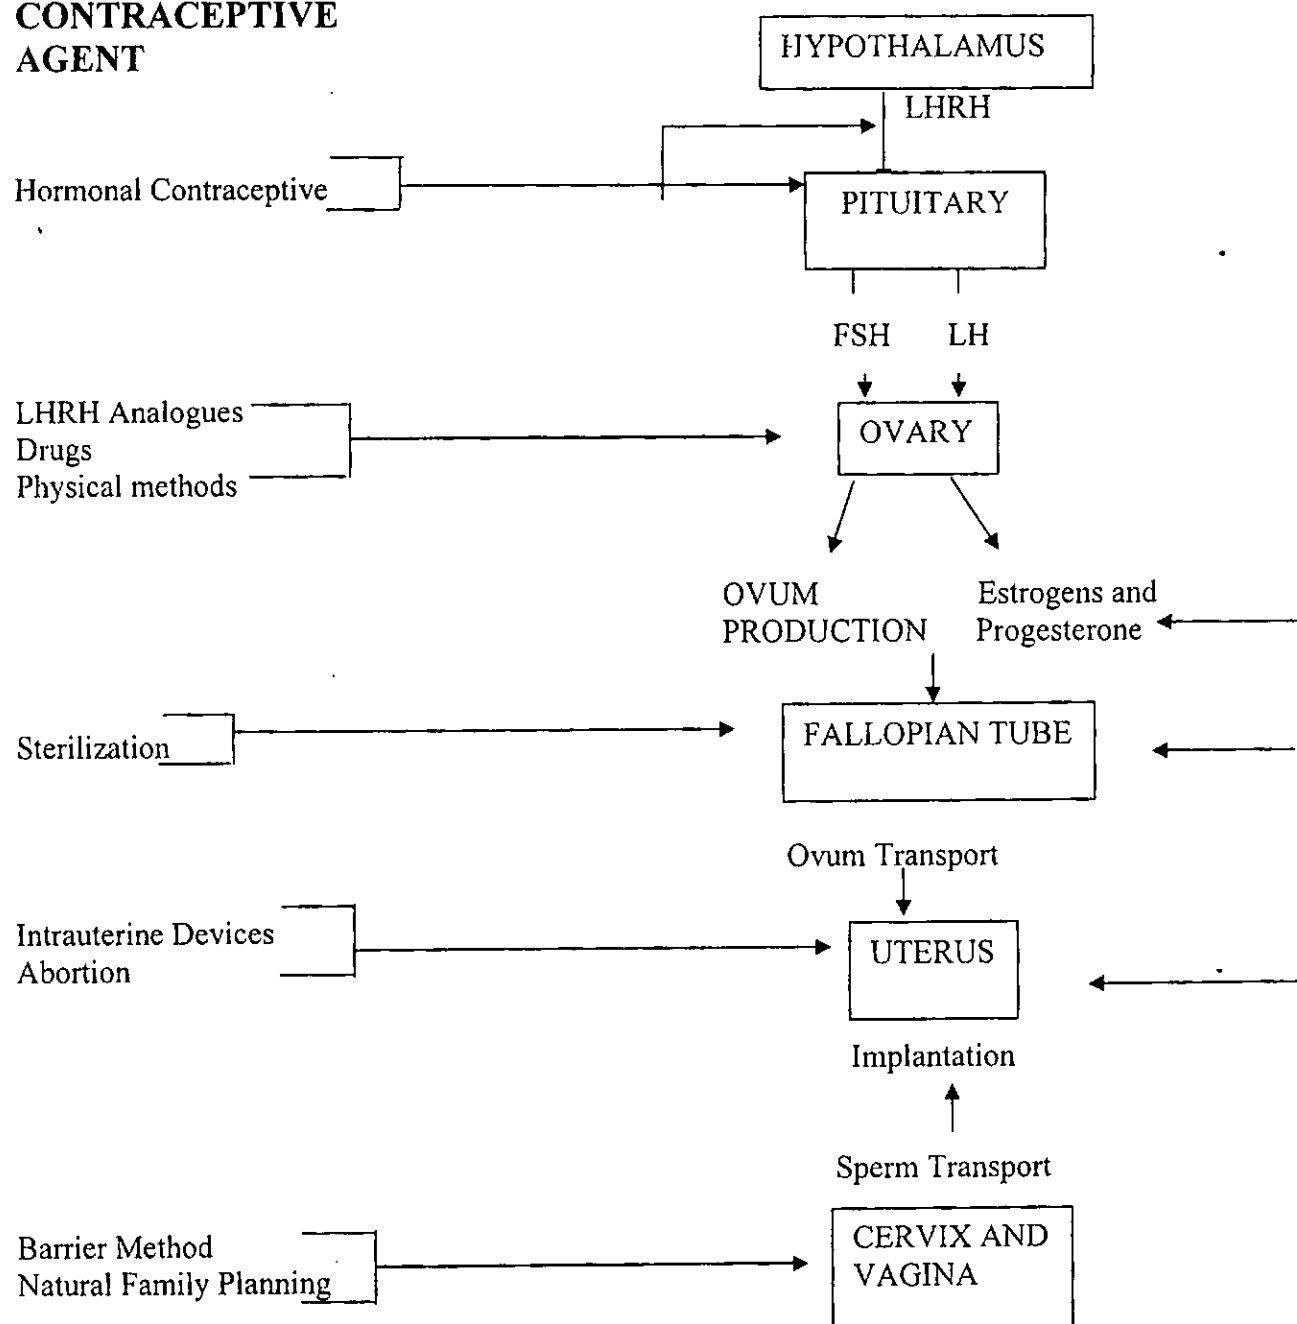 CONTRACEPTIVE
AGENT
HYPOTHALAMUS
LHRH
Hormonal Contraceptive
PITUITARY
FSH LH
LHRH Analogues
Drugs
Physical methods
OVARY
OVUM
PRODUCTION
Estrogens and
Progesterone
Sterilization
FALLOPIAN TUBE
Ovum Transport
Intrauterine Devices
Abortion
UTERUS
Implantation
Sperm Transport
Barrier Method
Natural Family Planning
CERVIX AND
VAGINA